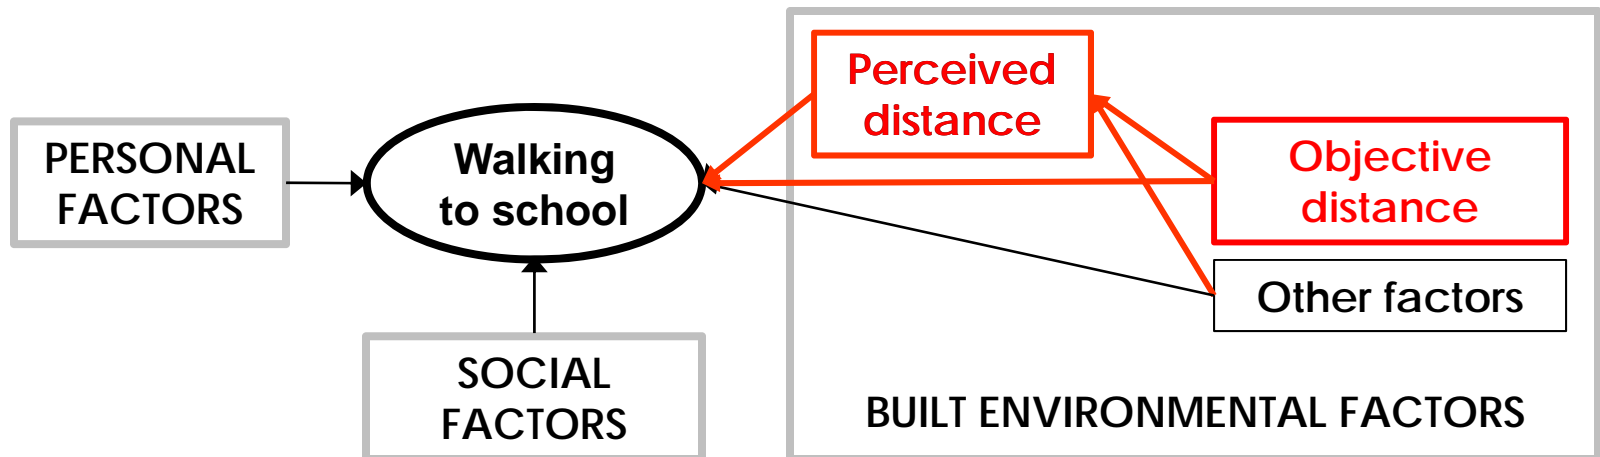 PERSONAL
FACTORS
Walking
to school
SOCIAL
FACTORS
Perceived
distance
Objective
distance
Other factors
BUILT ENVIRONMENTAL FACTORS